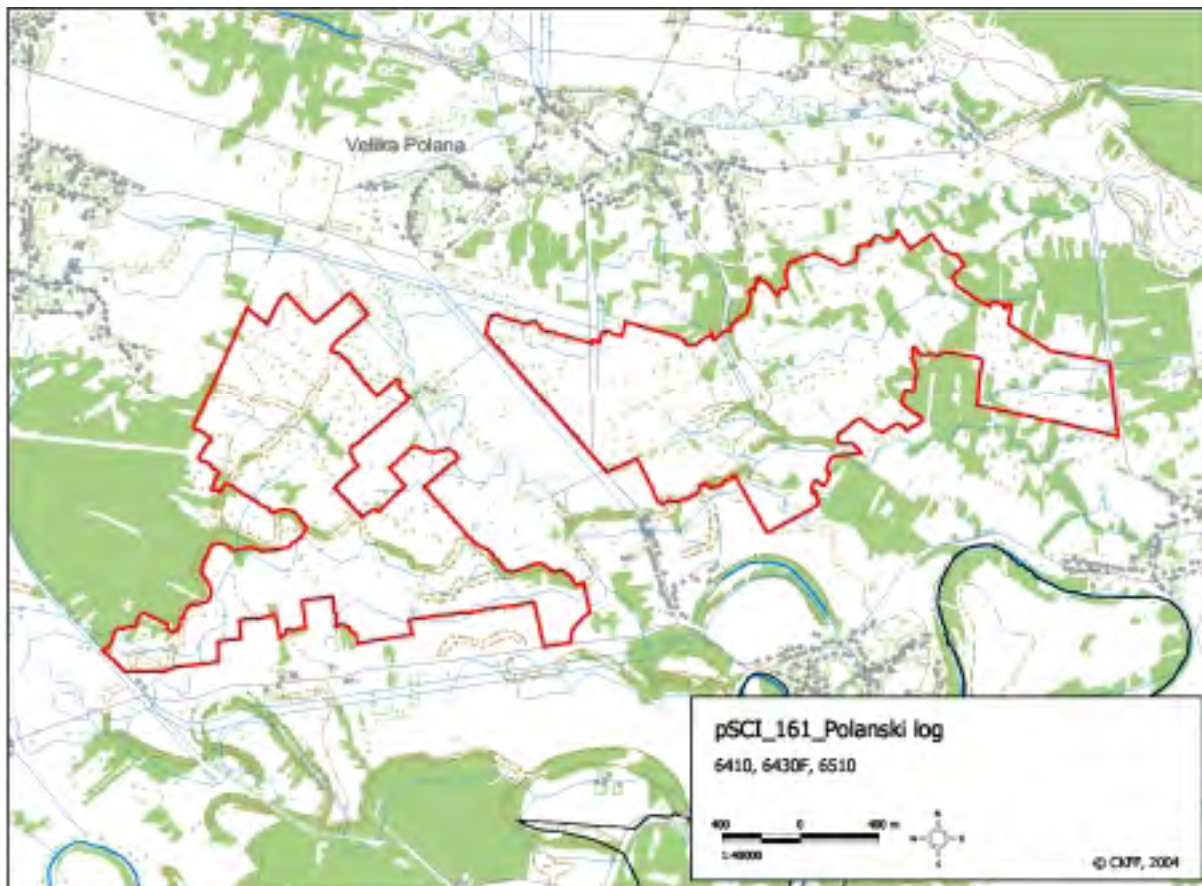 Velika Polana
pSCI_161_Polanski log
6410, 6430F, 6510
400 0 400 m
1:40000
© CKFF, 2004